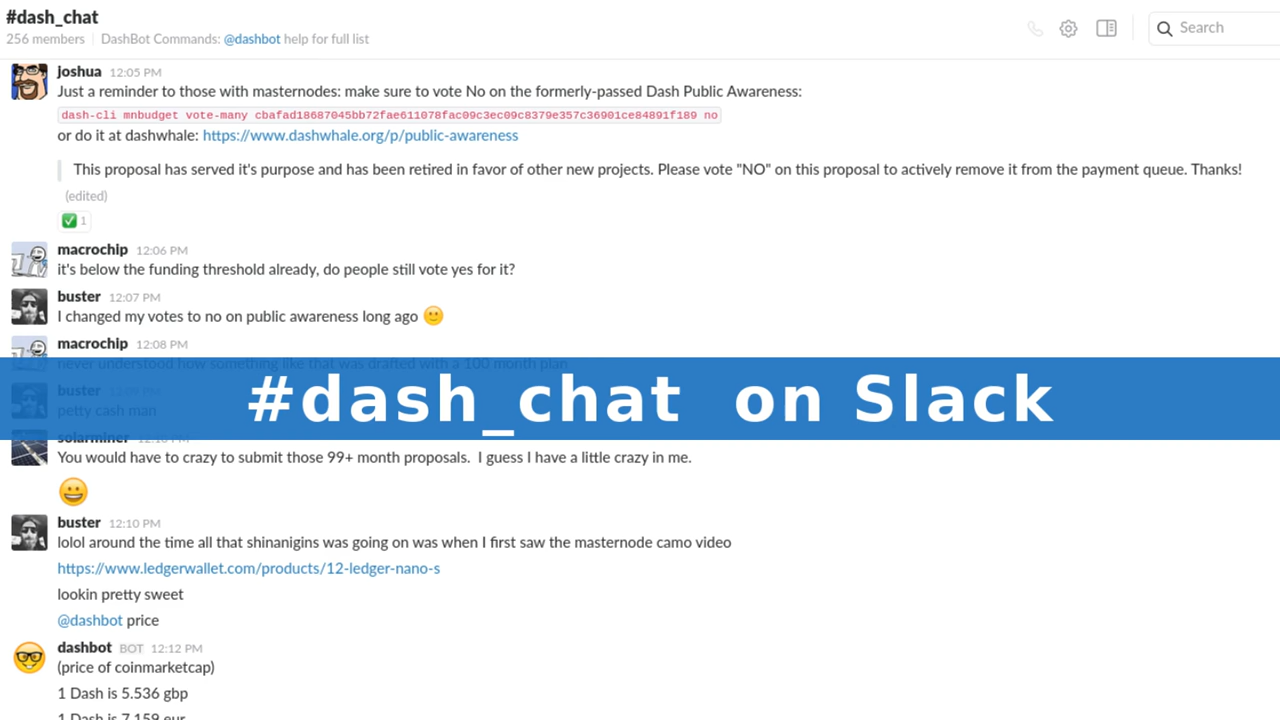 #dash_chat
256 members | DashBot Commands: @dashbot help for full list
Search
joshua 12:05 PM
Just a reminder to those with masternodes: make sure to vote No on the formerly-passed Dash Public Awareness:
dash-cli mnbudget vote-many cbafad18687045bb72fae611078fac09c3ec09c8379e357c36901ce84891f189 no
or do it at dashwhale: https://www.dashwhale.org/p/public-awareness
This proposal has served it's purpose and has been retired in favor of other new projects. Please vote "NO" on this proposal to actively remove it from the payment queue. Thanks!
(edited)
1
macrochip 12:06 PM
it's below the funding threshold already, do people still vote yes for it?
buster 12:07 PM
I changed my votes to no on public awareness long ago
macrochip 12:08 PM
never understood how something like that was drafted with a 100 month plan
buster
petty cash man
#dash_chat on Slack
solarminer 12:10 PM
You would have to crazy to submit those 99+ month proposals. I guess I have a little crazy in me.
buster 12:10 PM
lolol around the time all that shinanigins was going on was when I first saw the masternode camo video
https://www.ledgerwallet.com/products/12-ledger-nano-s
lookin pretty sweet
@dashbot price
dashbot BOT 12:12 PM
(price of coinmarketcap)
1 Dash is 5.536 gbp
1 Dash is 7.159 eur